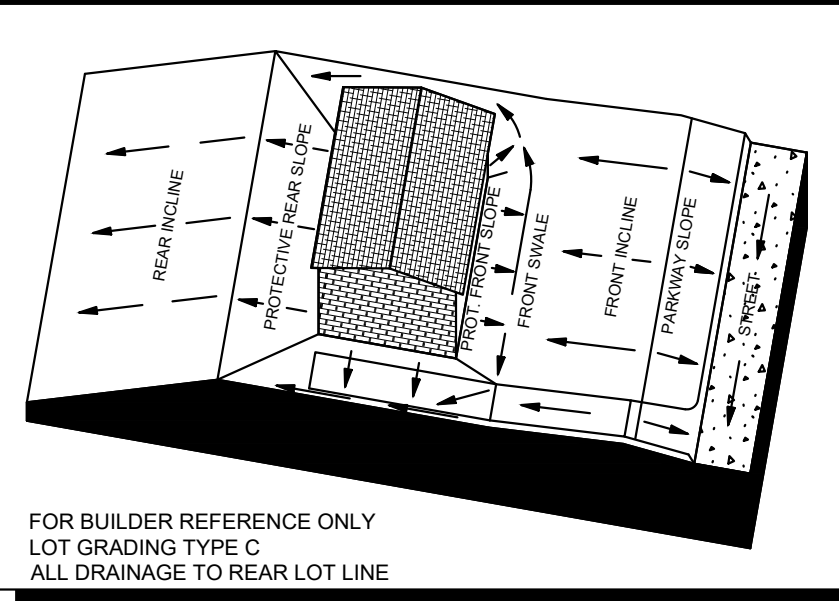 REAR INCLINE
PROTECTIVE REAR SLOPE
PROT. FRONT SLOPE
FRONT SWALE
FRONT INCLINE
PARKWAY SLOPE
STREET
FOR BUILDER REFERENCE ONLY
LOT GRADING TYPE C
ALL DRAINAGE TO REAR LOT LINE